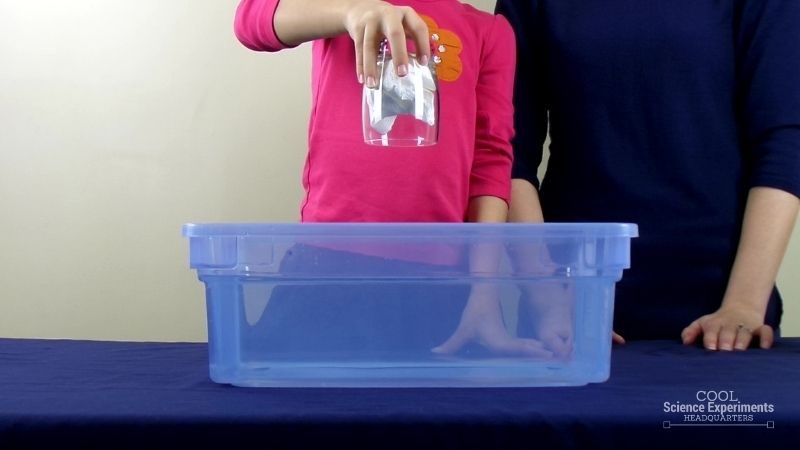 COOL
Science Experiments
HEADQUARTERS